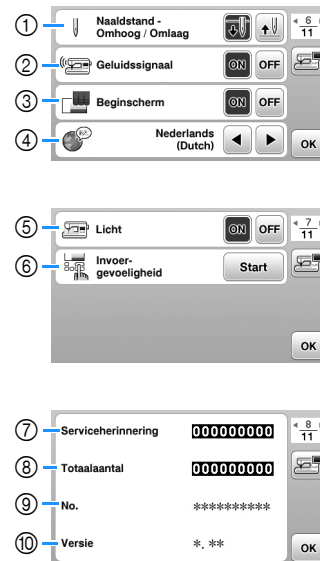 ① Naaldstand -
Omhoog / Omlaag
6
11
② Geluidssignaal ON OFF
③ Beginscherm ON OFF
④ Nederlands
(Dutch)
OK
⑤ Licht ON OFF
7
11
⑥ Invoer-
gevoeligheid Start
OK
⑦ Serviceherinnering 000000000
8
11
⑧ Totaalaantal 000000000
⑨ No. **********
⑩ Versie *. **
OK